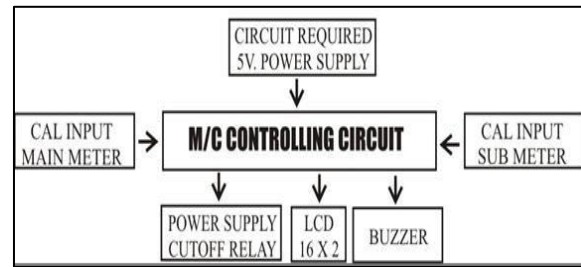 CIRCUIT REQUIRED
5V. POWER SUPPLY
CAL INPUT
MAIN METER
M/C CONTROLLING CIRCUIT
CAL INPUT
SUB METER
POWER SUPPLY
CUTOFF RELAY
LCD
16 X 2
BUZZER